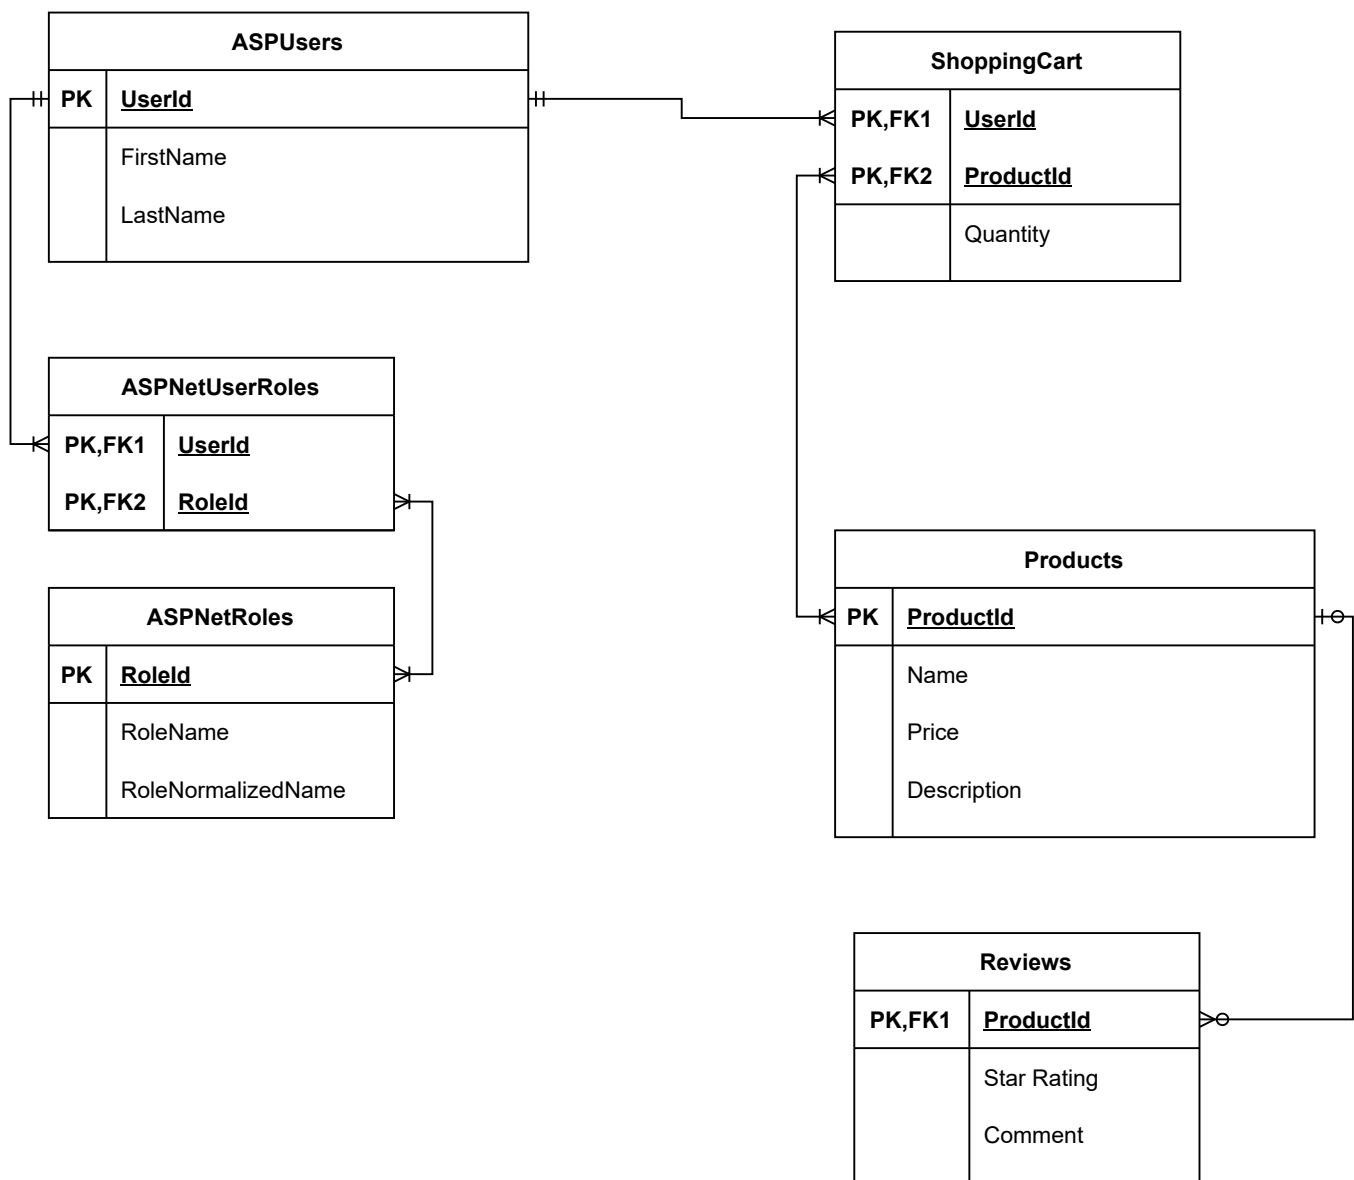 ASPUsers
PK UserId
FirstName
LastName
ShoppingCart
PK,FK1 UserId
PK,FK2 ProductId
Quantity
ASPNetUserRoles
PK,FK1 UserId
PK,FK2 RoleId
ASPNetRoles
PK RoleId
RoleName
RoleNormalizedName
Products
PK ProductId
Name
Price
Description
Reviews
PK,FK1 ProductId
Star Rating
Comment